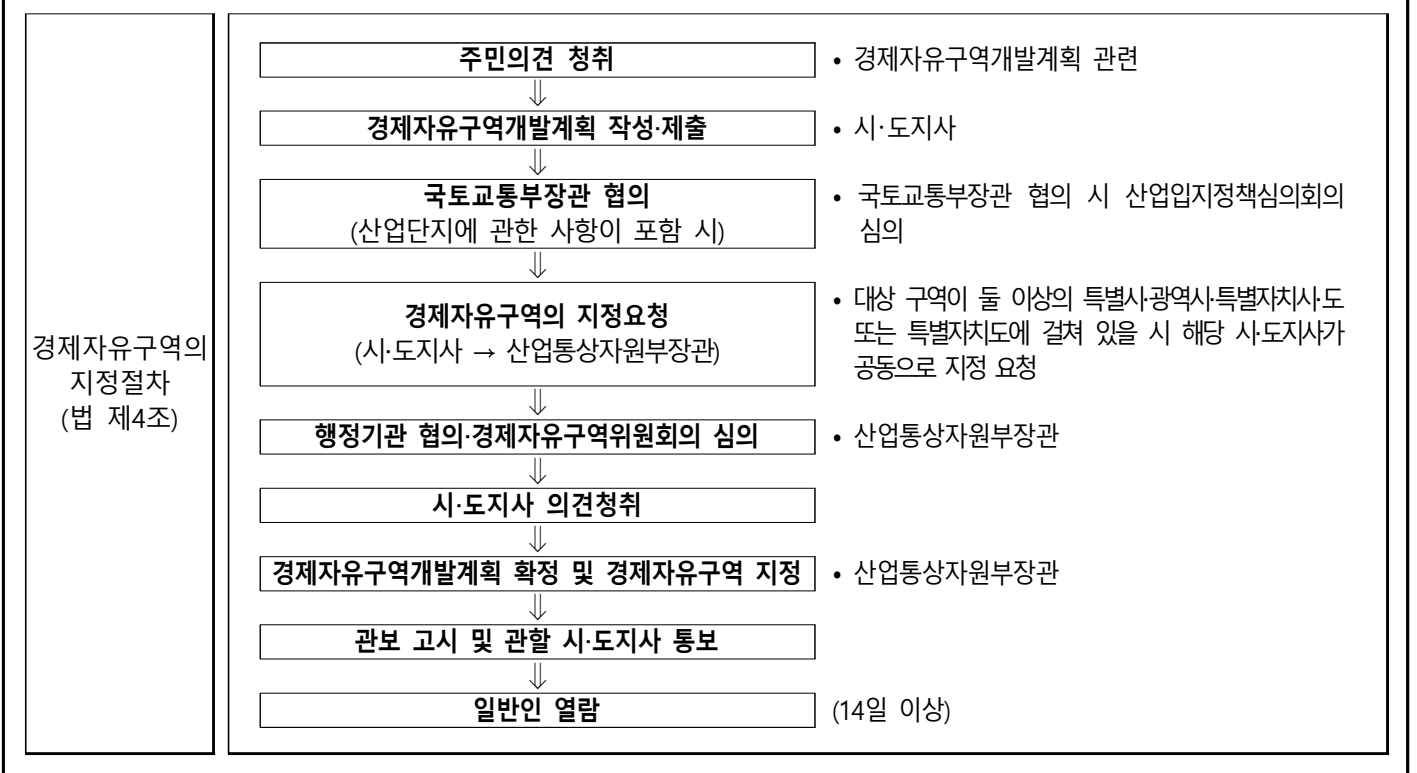 경제자유구역의
지정절차
(법 제4조)
주민의견 청취
• 경제자유구역개발계획 관련
⇓
경제자유구역개발계획 작성·제출
• 시·도지사
⇓
국토교통부장관 협의
(산업단지에 관한 사항이 포함 시)
• 국토교통부장관 협의 시 산업입지정책심의회의
심의
⇓
경제자유구역의 지정요청
(시·도지사 → 산업통상자원부장관)
• 대상 구역이 둘 이상의 특별시·광역시·특별자치시·도
또는 특별자치도에 걸쳐 있을 시 해당 시·도지사가
공동으로 지정 요청
⇓
행정기관 협의·경제자유구역위원회의 심의
• 산업통상자원부장관
⇓
시·도지사 의견청취
⇓
경제자유구역개발계획 확정 및 경제자유구역 지정
• 산업통상자원부장관
⇓
관보 고시 및 관할 시·도지사 통보
⇓
일반인 열람
(14일 이상)